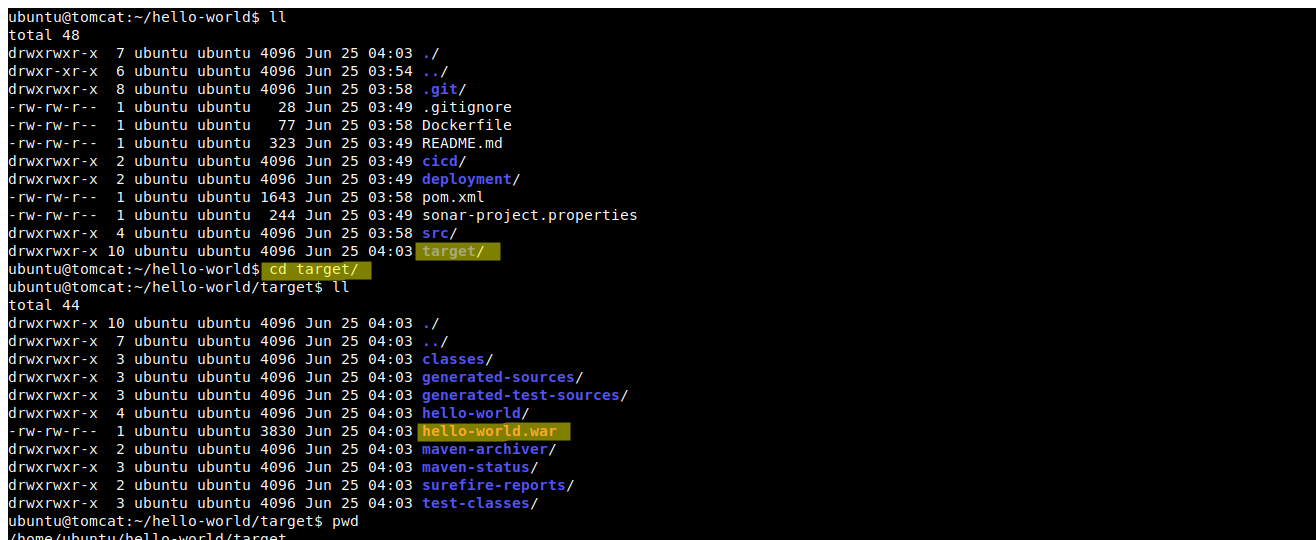 ubuntu@tomcat:~/hello-world$ ll
total 48
drwxrwxr-x  7 ubuntu ubuntu 4096 Jun 25 04:03 ./
drwxr-xr-x  6 ubuntu ubuntu 4096 Jun 25 03:54 ../
drwxrwxr-x  8 ubuntu ubuntu 4096 Jun 25 03:58 .git/
-rw-rw-r--  1 ubuntu ubuntu   28 Jun 25 03:49 .gitignore
-rw-rw-r--  1 ubuntu ubuntu   77 Jun 25 03:58 Dockerfile
-rw-rw-r--  1 ubuntu ubuntu  323 Jun 25 03:49 README.md
drwxrwxr-x  2 ubuntu ubuntu 4096 Jun 25 03:49 cicd/
drwxrwxr-x  2 ubuntu ubuntu 4096 Jun 25 03:49 deployment/
-rw-rw-r--  1 ubuntu ubuntu 1643 Jun 25 03:58 pom.xml
-rw-rw-r--  1 ubuntu ubuntu  244 Jun 25 03:49 sonar-project.properties
drwxrwxr-x  4 ubuntu ubuntu 4096 Jun 25 03:58 src/
drwxrwxr-x 10 ubuntu ubuntu 4096 Jun 25 04:03 target/
ubuntu@tomcat:~/hello-world$ cd target/
ubuntu@tomcat:~/hello-world/target$ ll
total 44
drwxrwxr-x 10 ubuntu ubuntu 4096 Jun 25 04:03 ./
drwxrwxr-x  7 ubuntu ubuntu 4096 Jun 25 04:03 ../
drwxrwxr-x  3 ubuntu ubuntu 4096 Jun 25 04:03 classes/
drwxrwxr-x  3 ubuntu ubuntu 4096 Jun 25 04:03 generated-sources/
drwxrwxr-x  3 ubuntu ubuntu 4096 Jun 25 04:03 generated-test-sources/
drwxrwxr-x  4 ubuntu ubuntu 4096 Jun 25 04:03 hello-world/
-rw-rw-r--  1 ubuntu ubuntu 3830 Jun 25 04:03 hello-world.war
drwxrwxr-x  2 ubuntu ubuntu 4096 Jun 25 04:03 maven-archiver/
drwxrwxr-x  3 ubuntu ubuntu 4096 Jun 25 04:03 maven-status/
drwxrwxr-x  2 ubuntu ubuntu 4096 Jun 25 04:03 surefire-reports/
drwxrwxr-x  3 ubuntu ubuntu 4096 Jun 25 04:03 test-classes/
ubuntu@tomcat:~/hello-world/target$ pwd
/home/ubuntu/hello-world/target